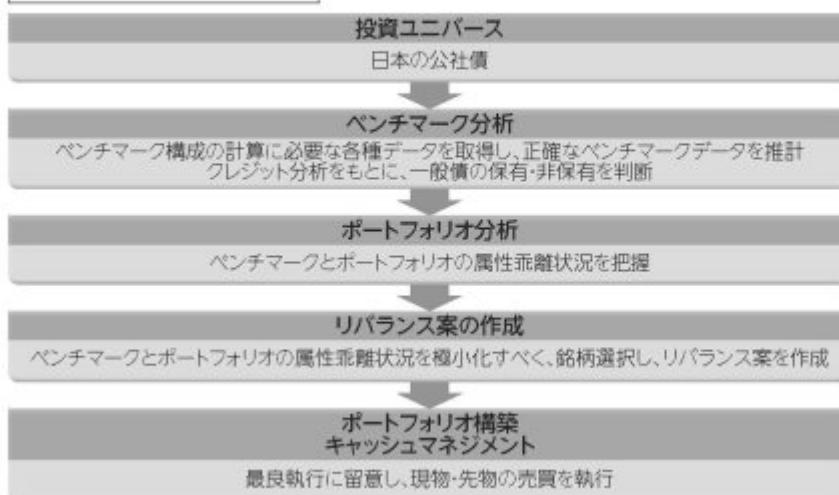 投資ユニバース
日本の公社債
ベンチマーク分析
ベンチマーク構成の計算に必要な各種データを取得し、正確なベンチマークデータを推計
クレジット分析をもとに、一般債の保有・非保有を判断
ポートフォリオ分析
ベンチマークとポートフォリオの属性乖離状況を把握
リバランス案の作成
ベンチマークとポートフォリオの属性乖離状況を極小化すべく、銘柄選択し、リバランス案を作成
ポートフォリオ構築
キャッシュマネジメント
最良執行に留意し、現物・先物の売買を執行